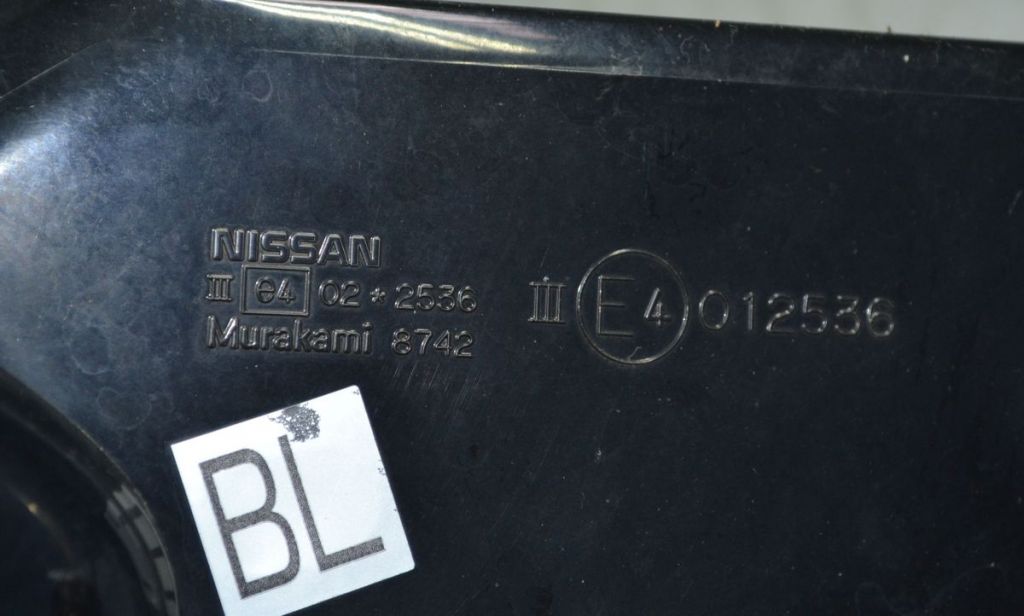 NISSAN
III e4 02 * 2536
Murakami 8742
III E4 012536
BL